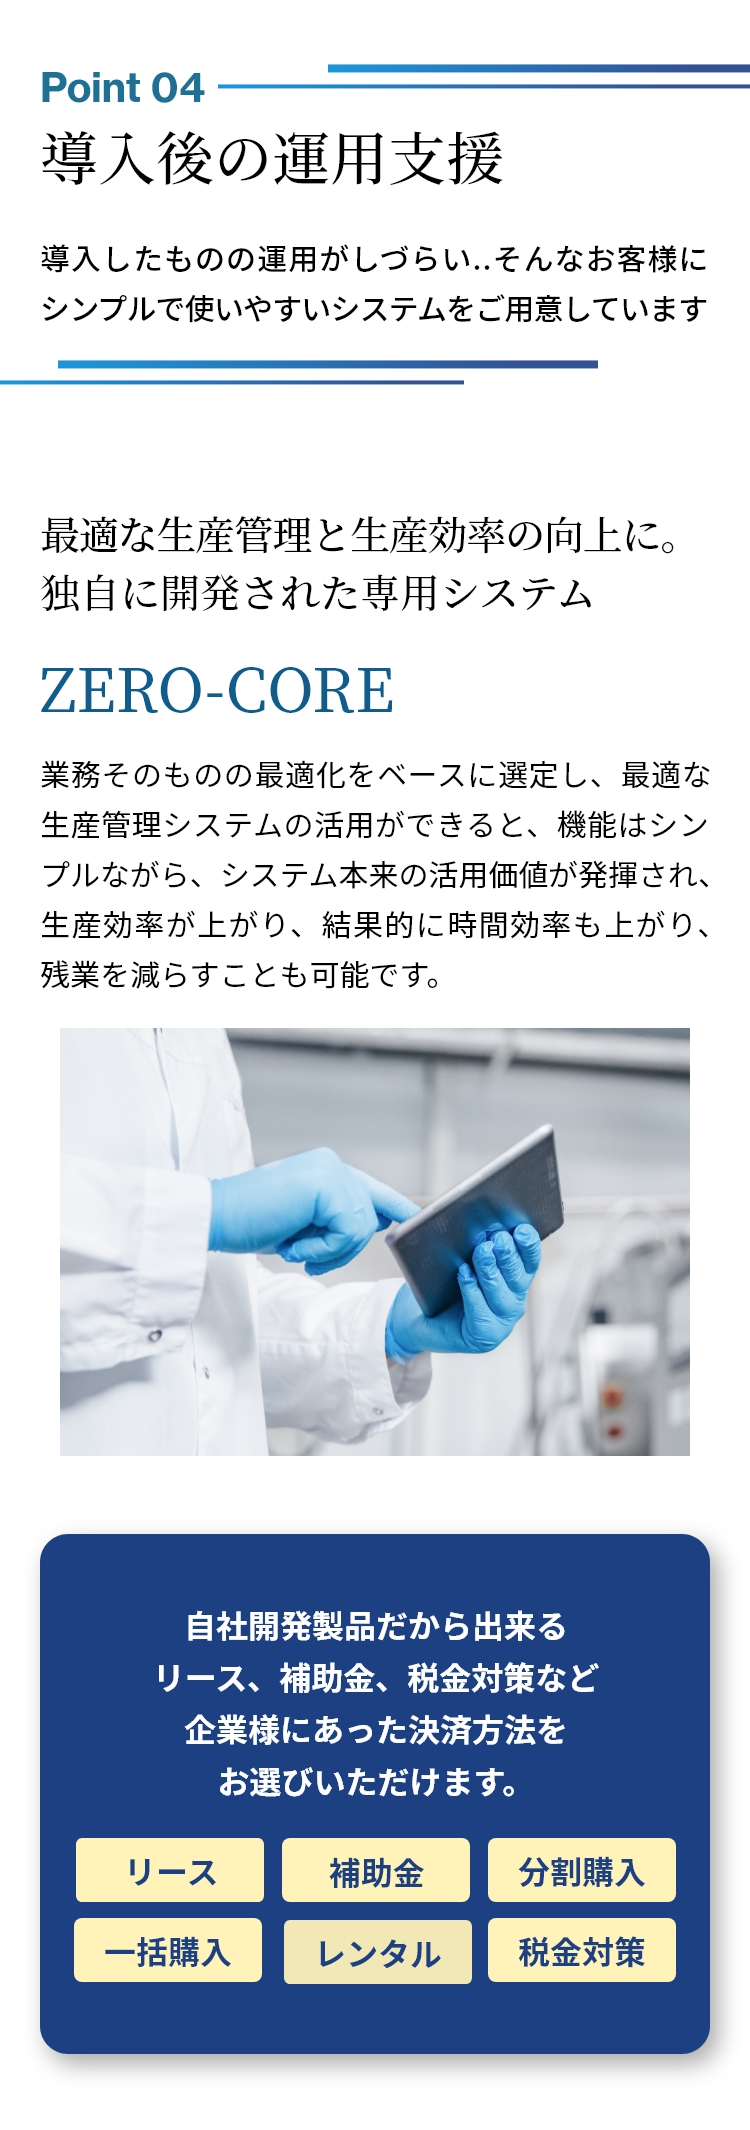 Point 04
導入後の運用支援
導入したものの運用がしづらい..そんなお客様に
シンプルで使いやすいシステムをご用意しています
最適な生産管理と生産効率の向上に。
独自に開発された専用システム
ZERO-CORE
業務そのものの最適化をベースに選定し、最適な
生産管理システムの活用ができると、機能はシン
プルながら、システム本来の活用価値が発揮され、
生産効率が上がり、結果的に時間効率も上がり、
残業を減らすことも可能です。
自社開発製品だから出来る
リース、補助金、税金対策など
企業様にあった決済方法を
お選びいただけます。
リース
補助金
分割購入
一括購入
レンタル
税金対策